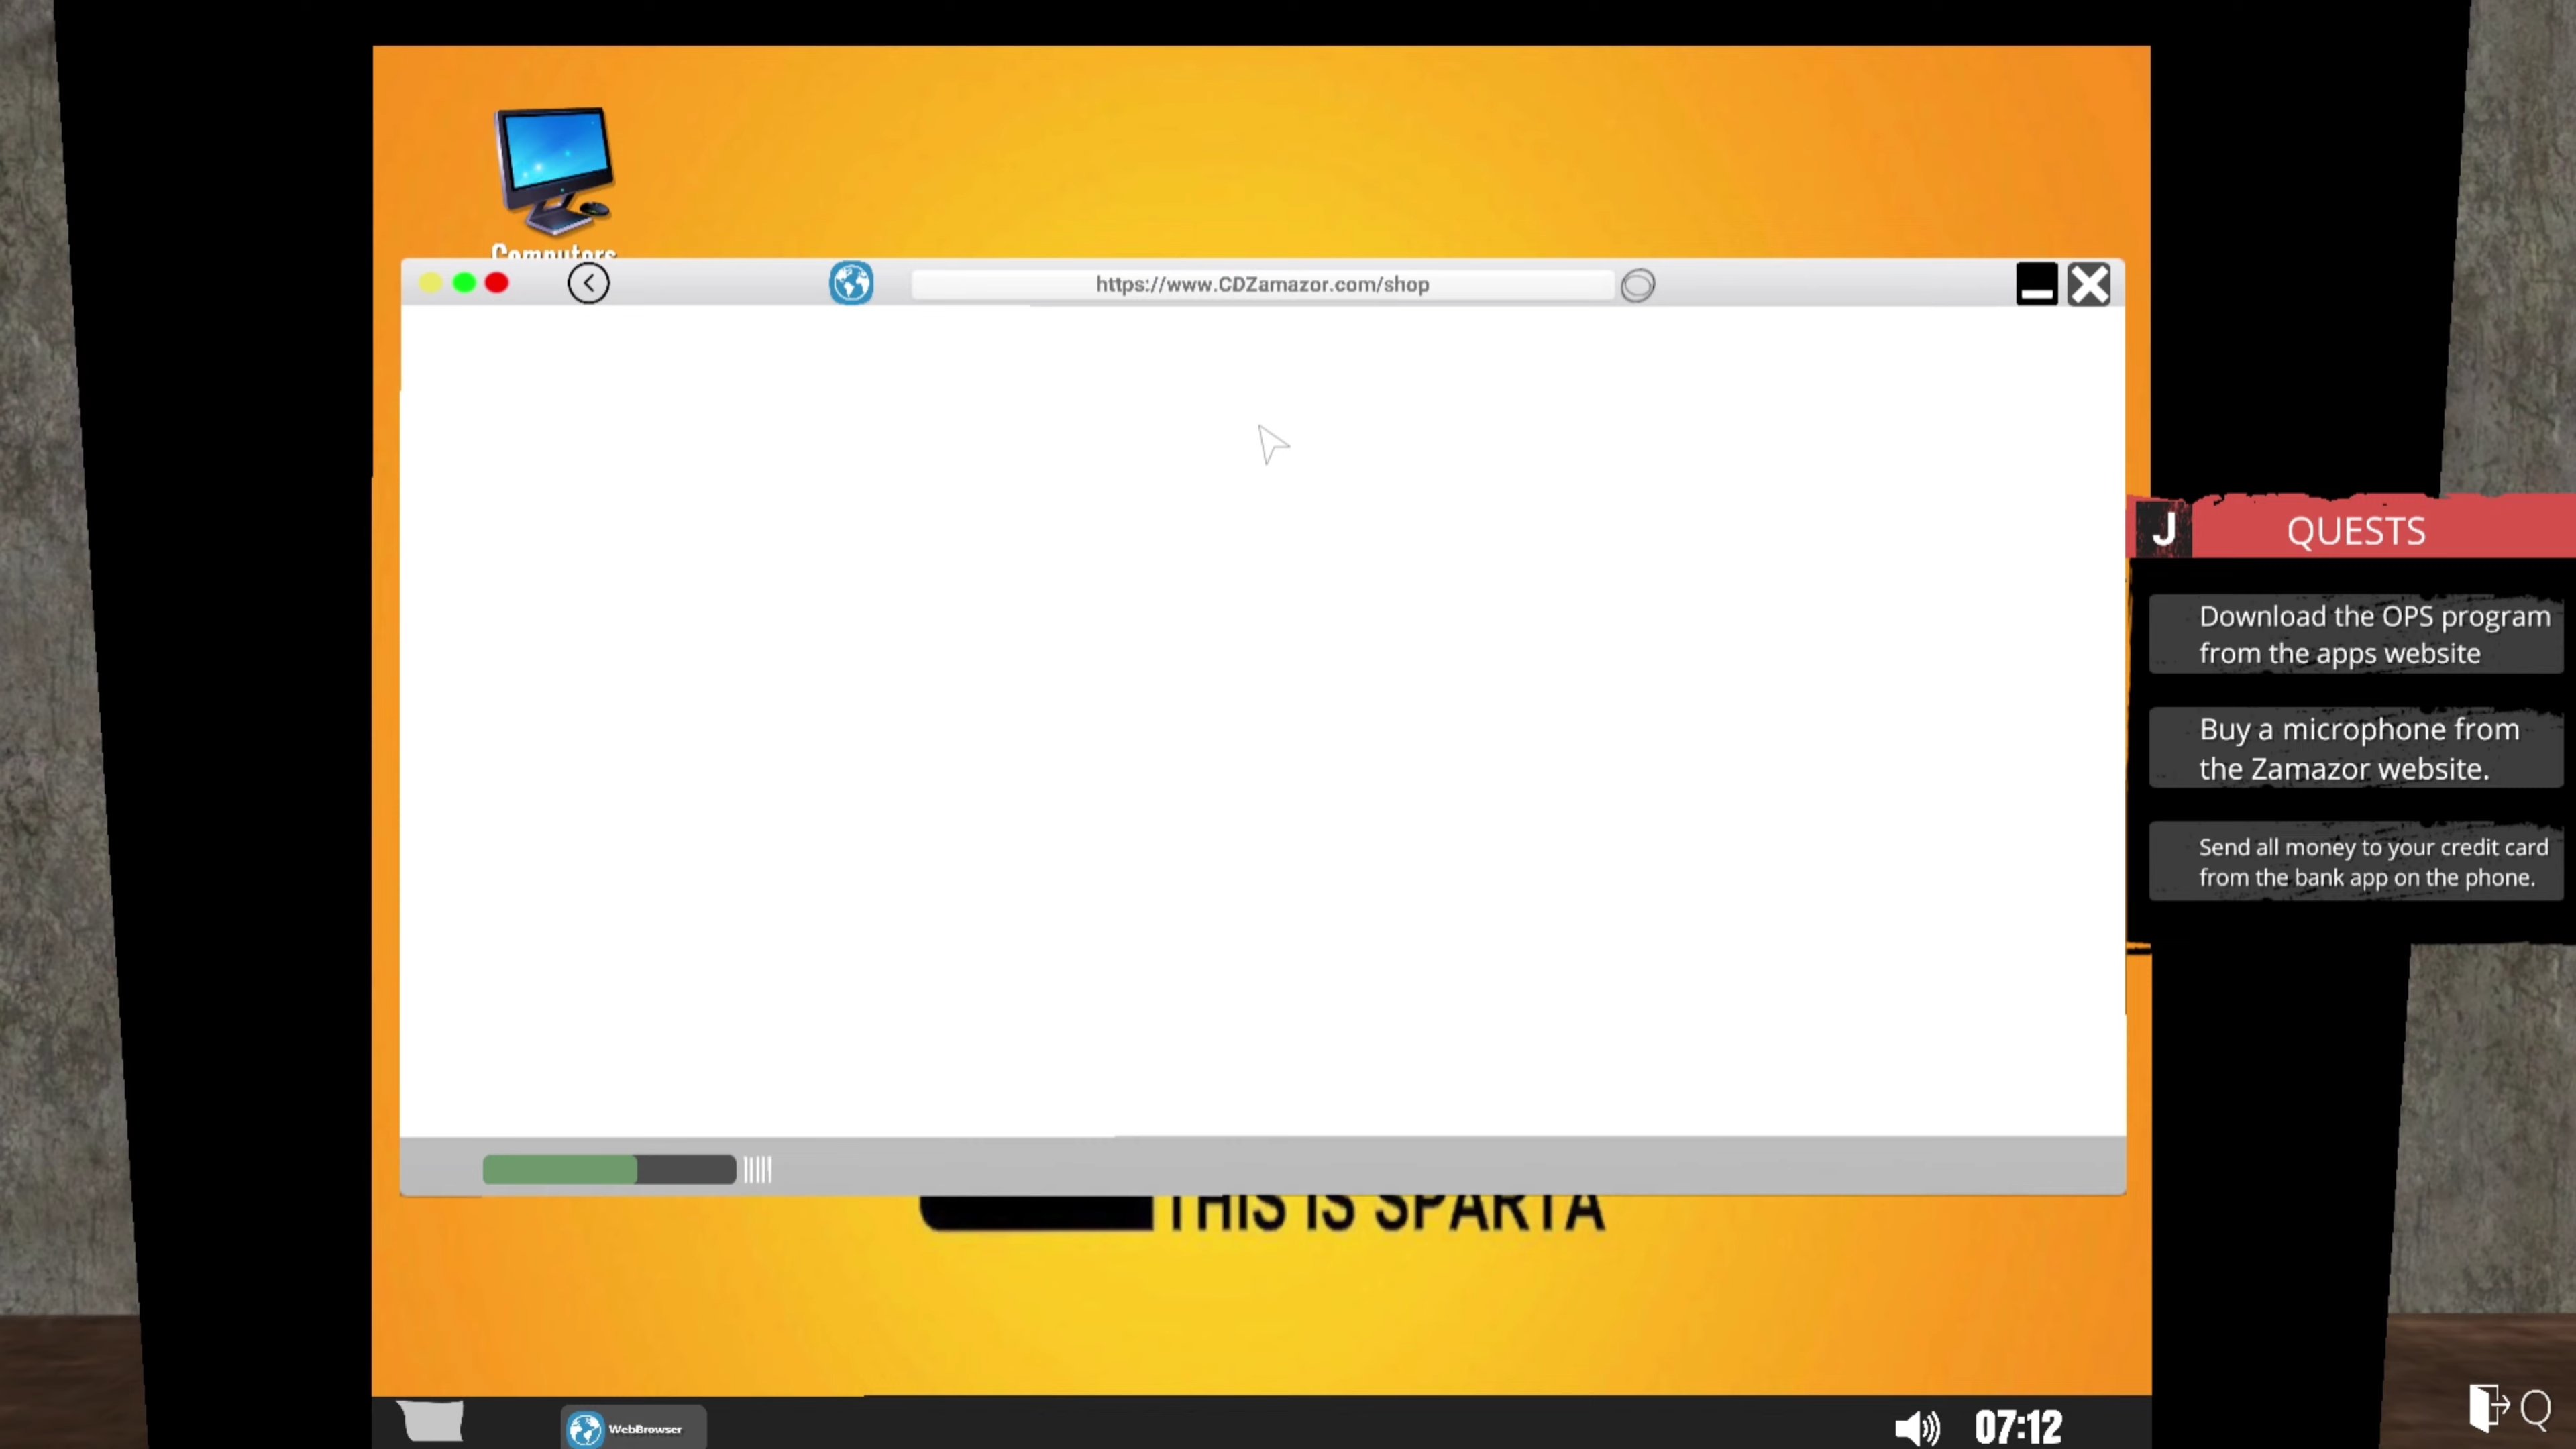 Computers
https://www.CDZamazor.com/shop
J QUESTS
Download the OPS program
from the apps website
Buy a microphone from
the Zamazor website.
Send all money to your credit card
from the bank app on the phone.
THIS IS SPARTA
WebBrowser
07:12
Q